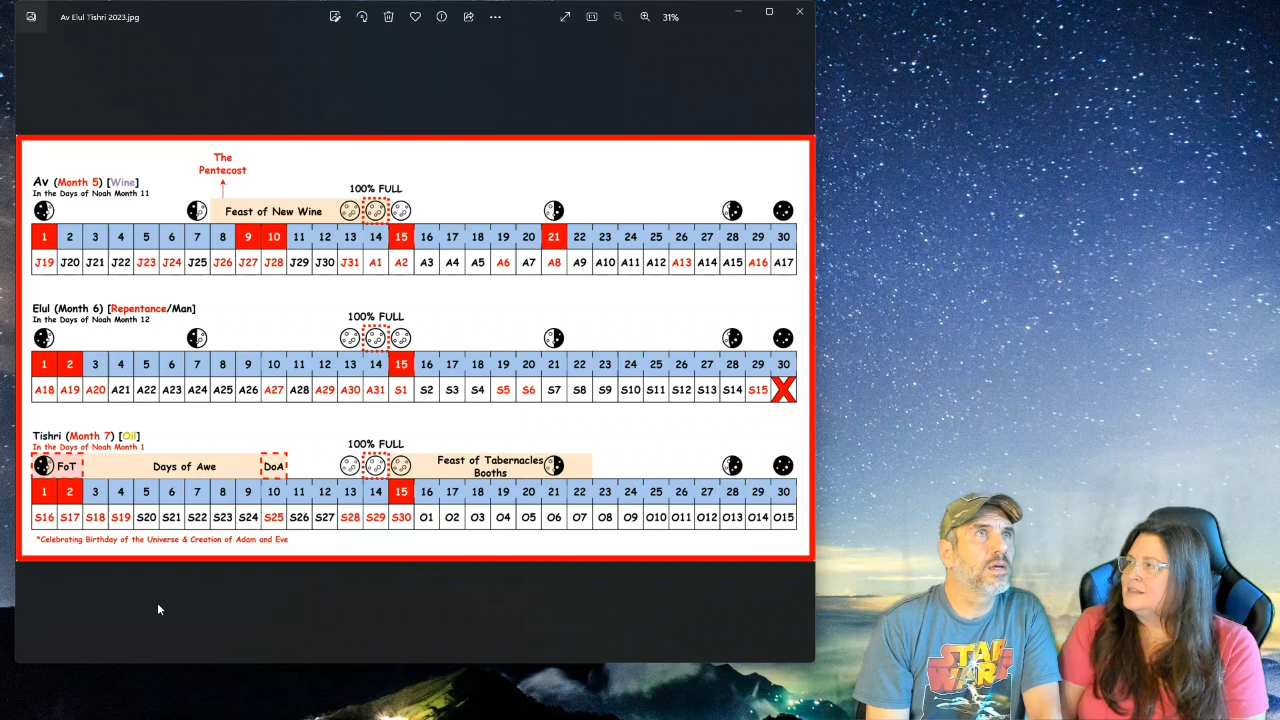 Av Elul Tishri 2023.jpg
31%
The
Pentecost
Av (Month 5) [Wine]
In the Days of Noah Month 11
100% FULL
Feast of New Wine
1 2 3 4 5 6 7 8 9 10 11 12 13 14 15 16 17 18 19 20 21 22 23 24 25 26 27 28 29 30
J19 J20 J21 J22 J23 J24 J25 J26 J27 J28 J29 J30 J31 A1 A2 A3 A4 A5 A6 A7 A8 A9 A10 A11 A12 A13 A14 A15 A16 A17
Elul (Month 6) [Repentance/Man]
In the Days of Noah Month 12
100% FULL
1 2 3 4 5 6 7 8 9 10 11 12 13 14 15 16 17 18 19 20 21 22 23 24 25 26 27 28 29 30
A18 A19 A20 A21 A22 A23 A24 A25 A26 A27 A28 A29 A30 A31 S1 S2 S3 S4 S5 S6 S7 S8 S9 S10 S11 S12 S13 S14 S15 X
Tishri (Month 7) [Oil]
In the Days of Noah Month 1
100% FULL
FoT Days of Awe DoA Feast of Tabernacles
Booths
1 2 3 4 5 6 7 8 9 10 11 12 13 14 15 16 17 18 19 20 21 22 23 24 25 26 27 28 29 30
S16 S17 S18 S19 S20 S21 S22 S23 S24 S25 S26 S27 S28 S29 S30 O1 O2 O3 O4 O5 O6 O7 O8 O9 O10 O11 O12 O13 O14 O15
*Celebrating Birthday of the Universe & Creation of Adam and Eve
STAR
WARS